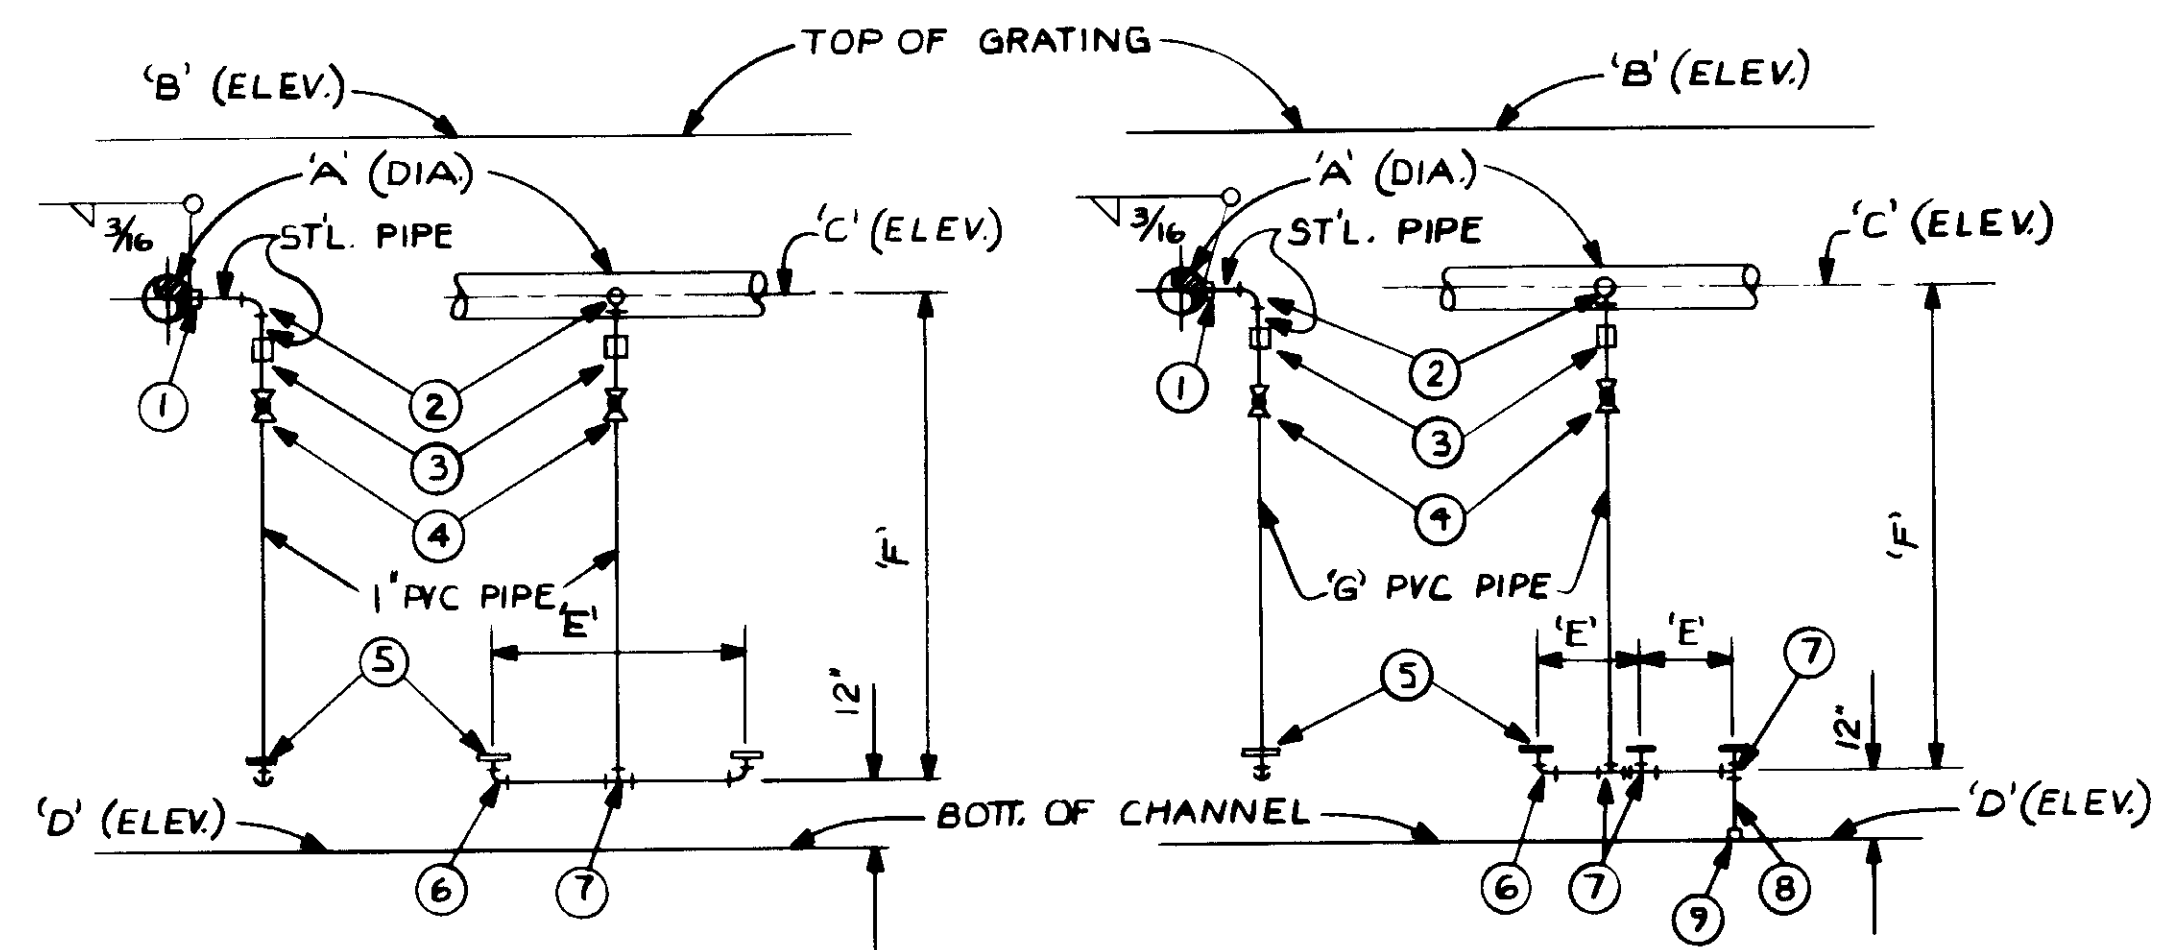 TOP OF GRATING
'B' (ELEV.)
'B' (ELEV.)
'A' (DIA.)
'A' (DIA.)
3/16
ST'L. PIPE
'C' (ELEV.)
3/16
ST'L. PIPE
'C' (ELEV.)
1
2
3
4
1
2
3
4
'F'
'F'
1" PVC PIPE
'G' PVC PIPE
'E'
'E'
'E'
5
12"
5
7
12"
'D' (ELEV.)
BOTT. OF CHANNEL
'D' (ELEV.)
6
7
6
7
9
8